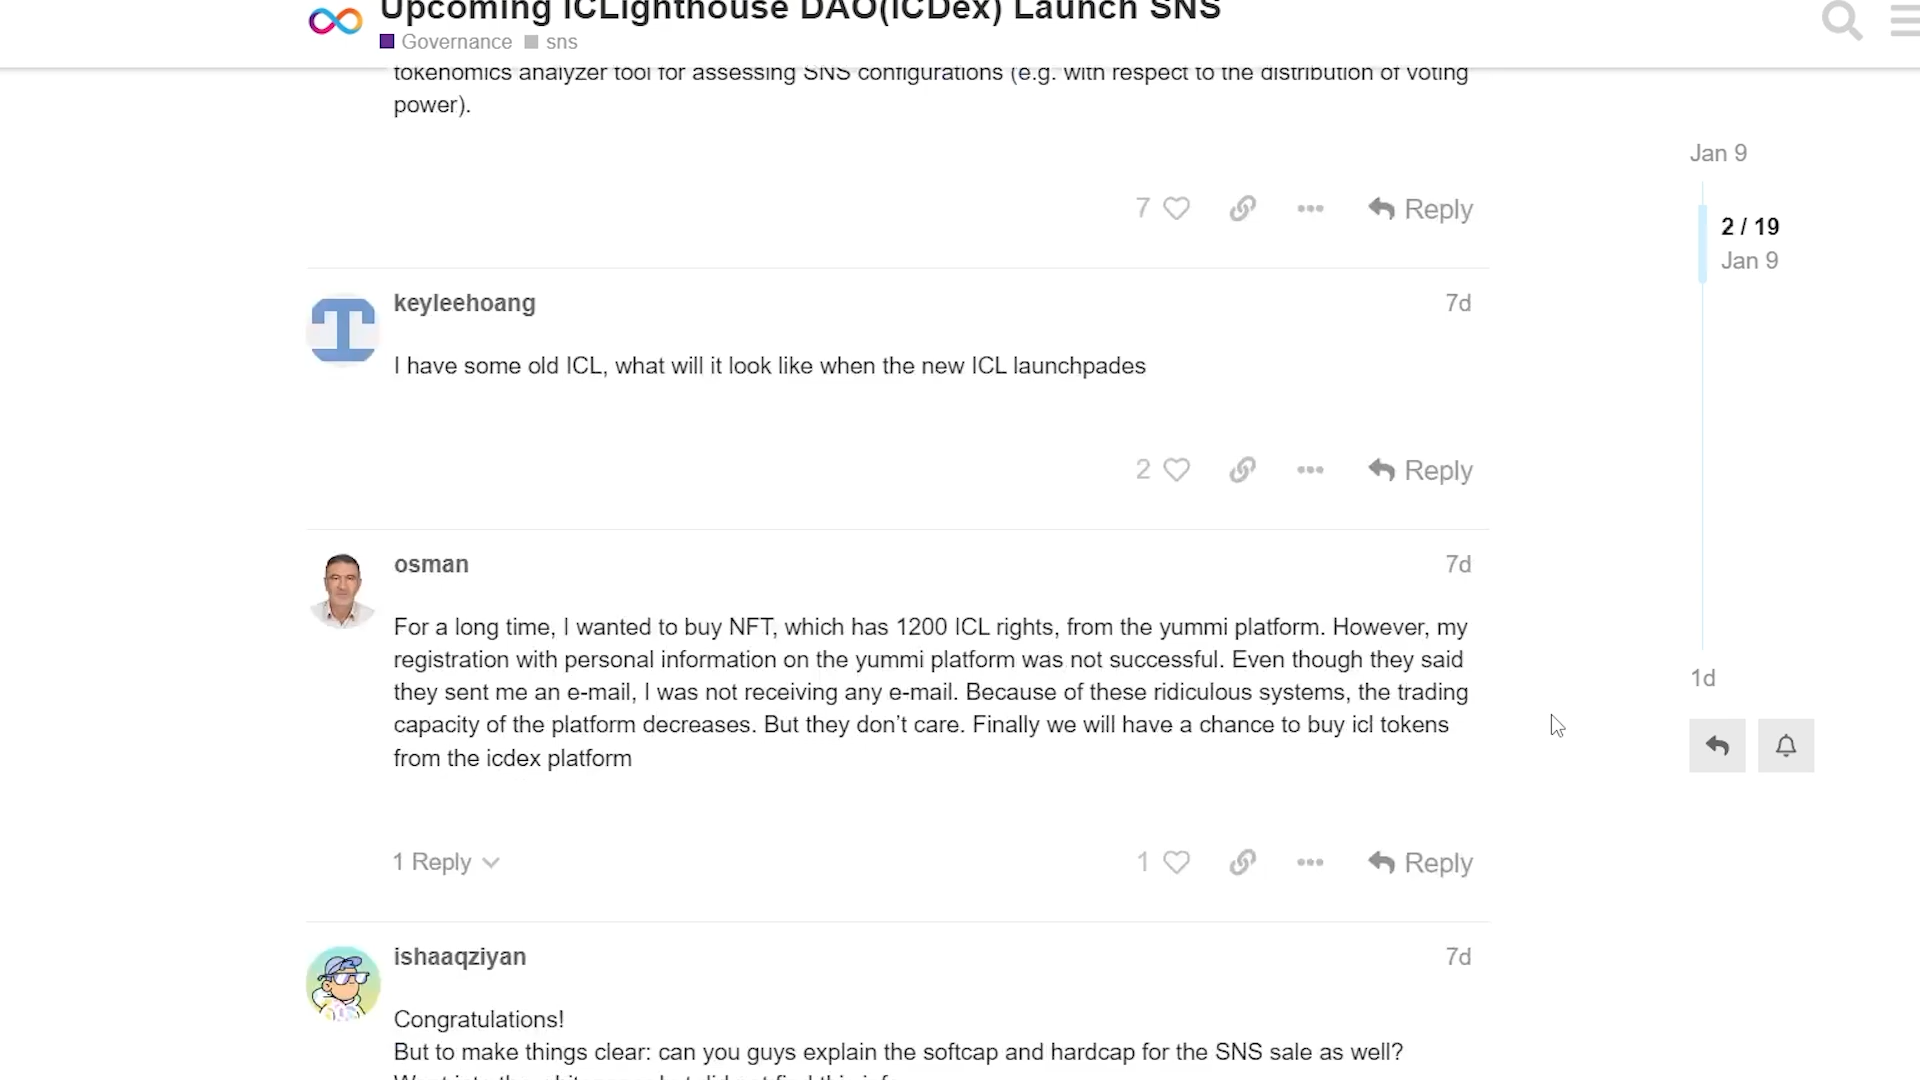 Upcoming ICLighthouse DAO(ICDex) Launch SNS
Governance sns
tokenomics analyzer tool for assessing SNS configurations (e.g. with respect to the distribution of voting
power).
Jan 9
7 Reply
2 / 19
Jan 9
keyleehoang 7d
I have some old ICL, what will it look like when the new ICL launchpades
2 Reply
osman 7d
For a long time, I wanted to buy NFT, which has 1200 ICL rights, from the yummi platform. However, my
registration with personal information on the yummi platform was not successful. Even though they said
they sent me an e-mail, I was not receiving any e-mail. Because of these ridiculous systems, the trading
capacity of the platform decreases. But they don’t care. Finally we will have a chance to buy icl tokens
from the icdex platform
1d
1 Reply 1 Reply
ishaaqziyan 7d
Congratulations!
But to make things clear: can you guys explain the softcap and hardcap for the SNS sale as well?